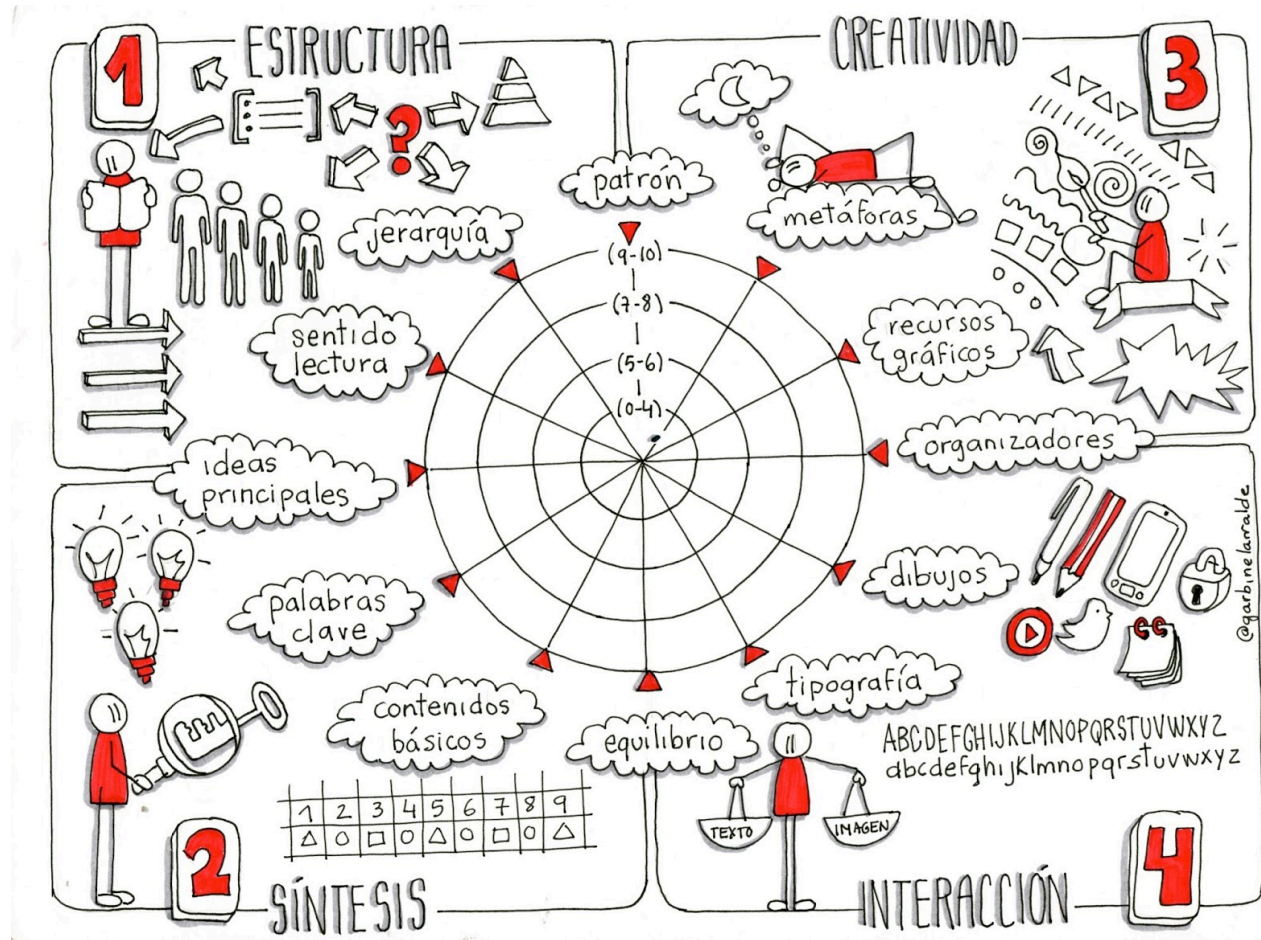 1
ESTRUCTURA
?
jerarquía
sentido
lectura
ideas
principales
patrón
(9-10)
(7-8)
(5-6)
(0-4)
CREATIVIDAD
3
metáforas
recursos
gráficos
organizadores
palabras
clave
contenidos
básicos
equilibrio
1 2 3 4 5 6 7 8 9
2
SÍNTESIS
dibujos
@garbinelarralde
tipografía
ABCDEFGHIJKLMNOPQRSTUVWXYZ
abcdefghijklmnopqrstuvwxyz
TEXTO
IMAGEN
INTERACCIÓN
4